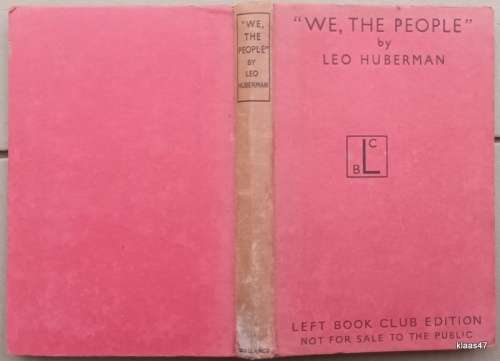 "WE,
THE
PEOPLE"
BY
LEO
HUBERMAN
GOLLANCZ
"WE, THE PEOPLE"
by
LEO HUBERMAN
C
L
B
LEFT BOOK CLUB EDITION
NOT FOR SALE TO THE PUBLIC
klaas47